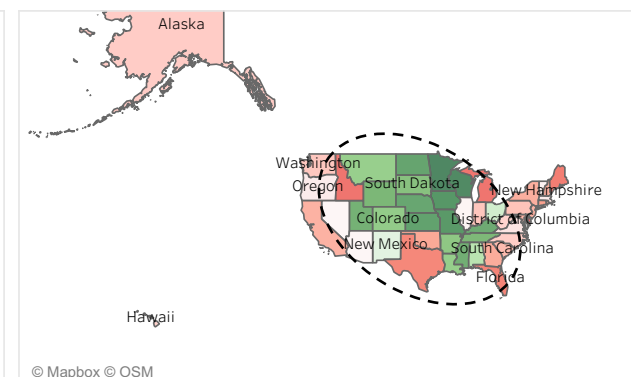 Alaska
Washington
Oregon
South Dakota
New Hampshire
Colorado
District of Columbia
New Mexico
South Carolina
Florida
Hawaii
© Mapbox © OSM